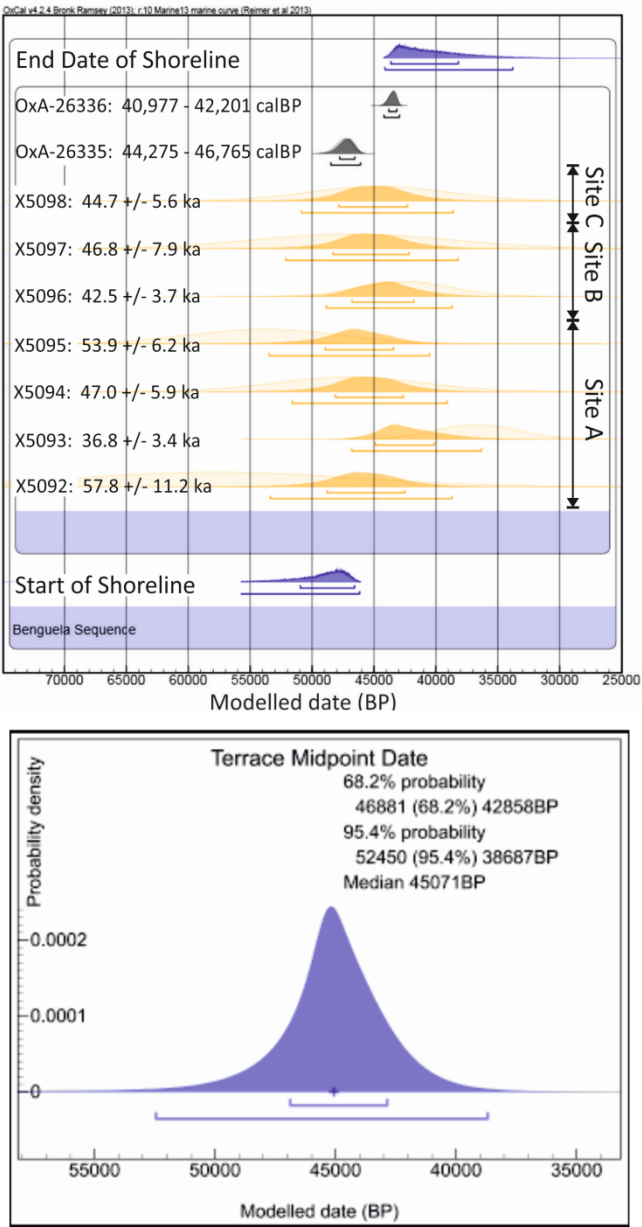 OxCal v4.2.4 Bronk Ramsey (2013); r:10 Marine13 marine curve (Reimer et al 2013)
End Date of Shoreline
OxA-26336: 40,977 - 42,201 calBP
OxA-26335: 44,275 - 46,765 calBP
X5098: 44.7 +/- 5.6 ka
X5097: 46.8 +/- 7.9 ka
X5096: 42.5 +/- 3.7 ka
X5095: 53.9 +/- 6.2 ka
X5094: 47.0 +/- 5.9 ka
X5093: 36.8 +/- 3.4 ka
X5092: 57.8 +/- 11.2 ka
Site C
Site B
Site A
Start of Shoreline
Benguela Sequence
70000 65000 60000 55000 50000 45000 40000 35000 30000 25000
Modelled date (BP)
Terrace Midpoint Date
68.2% probability
46881 (68.2%) 42858BP
95.4% probability
52450 (95.4%) 38687BP
Median 45071BP
Probability density
0.0002
0.0001
0
55000 50000 45000 40000 35000
Modelled date (BP)